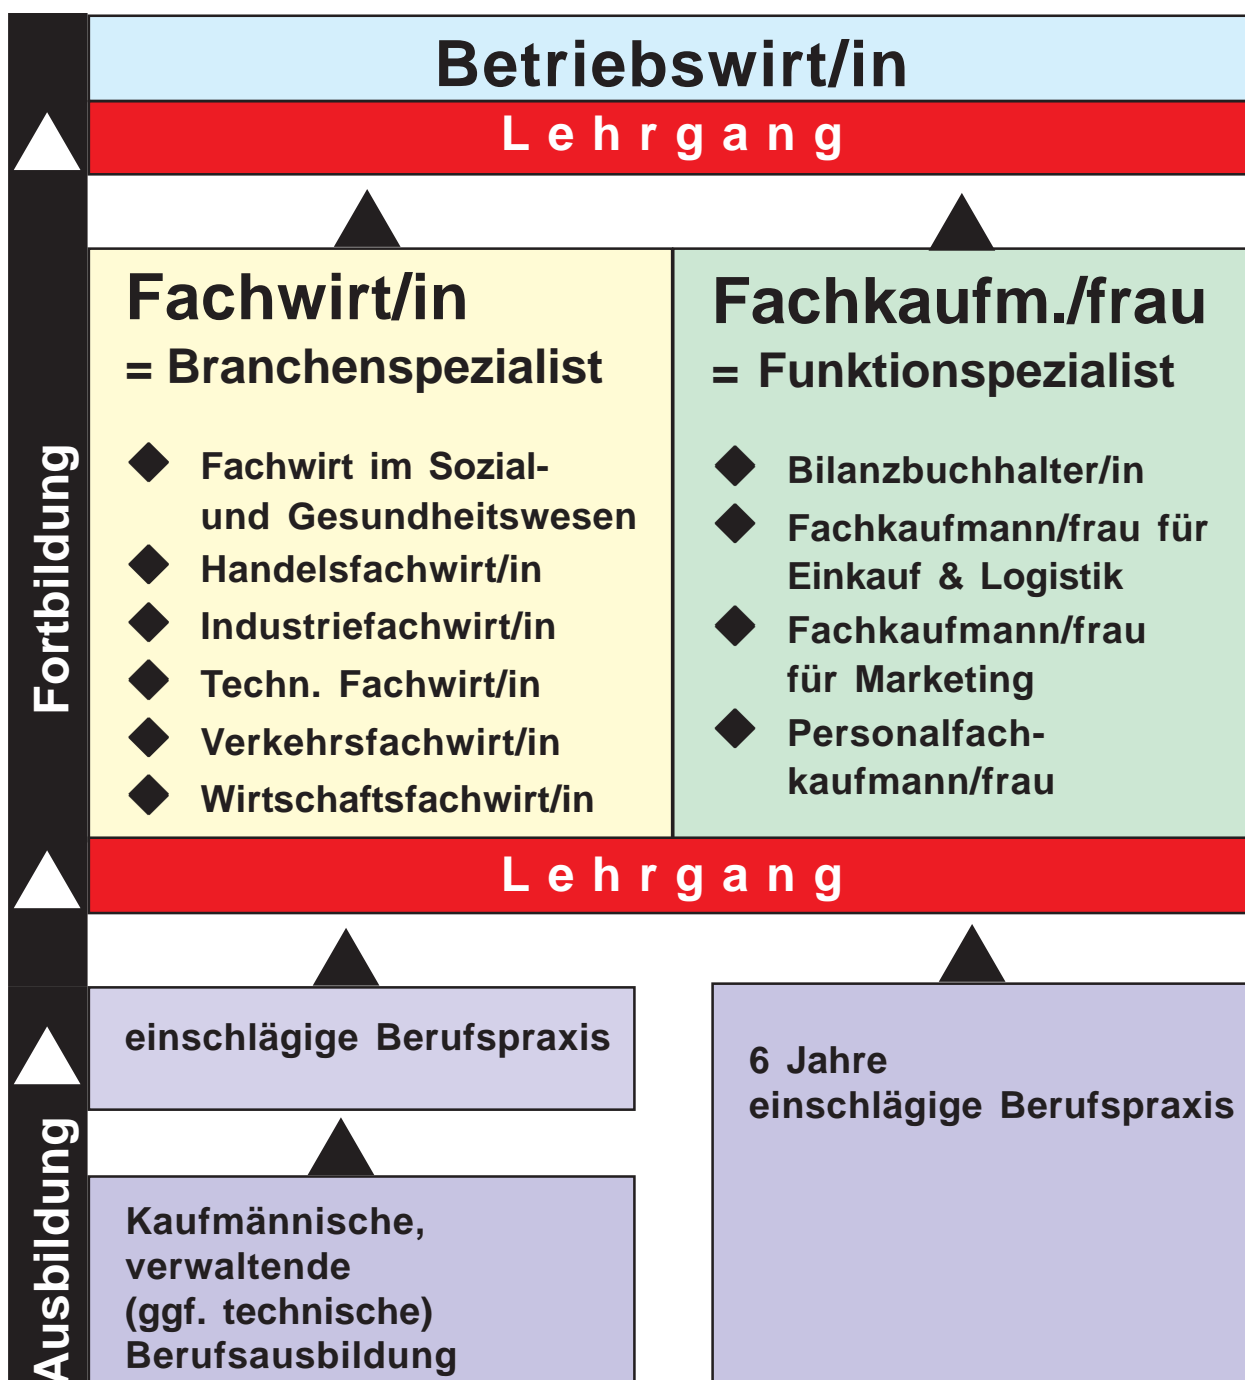 Betriebswirt/in
Lehrgang
Fachwirt/in
= Branchenspezialist
Fachwirt im Sozial-
und Gesundheitswesen
Handelsfachwirt/in
Industriefachwirt/in
Techn. Fachwirt/in
Verkehrsfachwirt/in
Wirtschaftsfachwirt/in
Fachkaufm./frau
= Funktionspezialist
Bilanzbuchhalter/in
Fachkaufmann/frau für
Einkauf & Logistik
Fachkaufmann/frau
für Marketing
Personalfach-
kaufmann/frau
Fortbildung
Lehrgang
einschlägige Berufspraxis
6 Jahre
einschlägige Berufspraxis
Kaufmännische,
verwaltende
(ggf. technische)
Berufsausbildung
Ausbildung